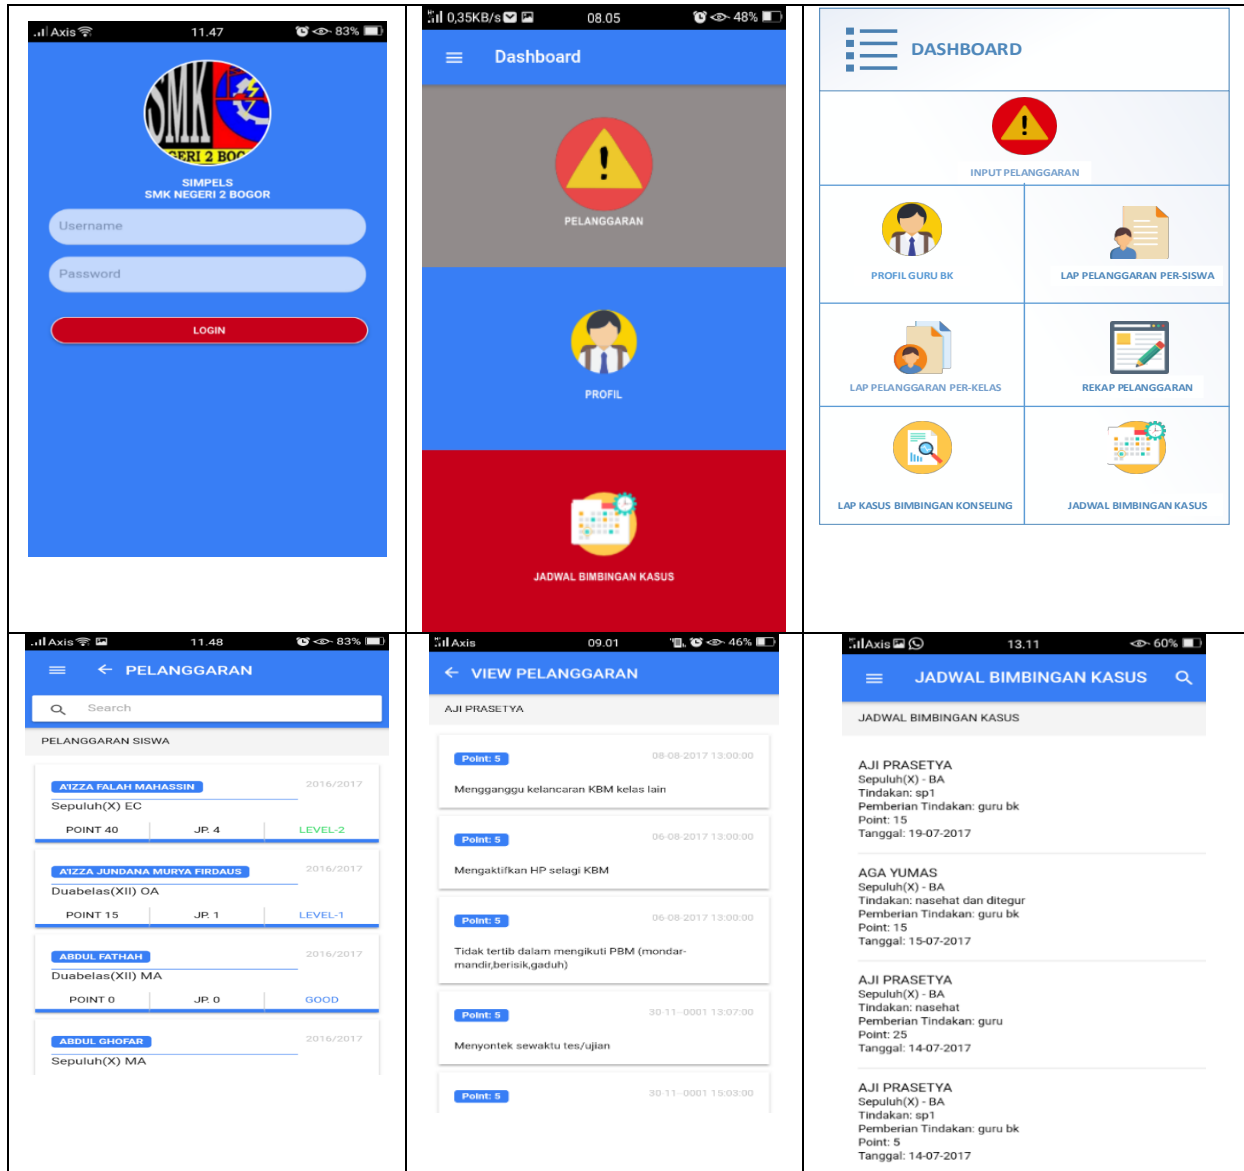 Axis 11.47 83%
SMK
NEGERI 2 BOG
SIMPELS
SMK NEGERI 2 BOGOR
Username
Password
LOGIN
0,35KB/s 08.05 48%
Dashboard
PELANGGARAN
PROFIL
JADWAL BIMBINGAN KASUS
DASHBOARD
INPUT PELANGGARAN
PROFIL GURU BK
LAP PELANGGARAN PER-SISWA
LAP PELANGGARAN PER-KELAS
REKAP PELANGGARAN
LAP KASUS BIMBINGAN KONSELING
JADWAL BIMBINGAN KASUS
Axis 11.48 83%
PELANGGARAN
Search
PELANGGARAN SISWA
A'IZZA FALAH MAHASSIN 2016/2017
Sepuluh(X) EC
POINT 40 JP. 4 LEVEL-2
A'IZZA JUNDANA MURYA FIRDAUS 2016/2017
Duabelas(XII) OA
POINT 15 JP. 1 LEVEL-1
ABDUL FATHAH 2016/2017
Duabelas(XII) MA
POINT 0 JP. 0 GOOD
ABDUL GHOFAR 2016/2017
Sepuluh(X) MA
Axis 09.01 46%
VIEW PELANGGARAN
AJI PRASETYA
Point: 5 08-08-2017 13:00:00
Mengganggu kelancaran KBM kelas lain
Point: 5 06-08-2017 13:00:00
Mengaktifkan HP selagi KBM
Point: 5 06-08-2017 13:00:00
Tidak tertib dalam mengikuti PBM (mondar-
mandir,berisik,gaduh)
Point: 5 30-11--0001 13:07:00
Menyontek sewaktu tes/ujian
Point: 5 30-11--0001 15:03:00
Axis 13.11 60%
JADWAL BIMBINGAN KASUS
JADWAL BIMBINGAN KASUS
AJI PRASETYA
Sepuluh(X) - BA
Tindakan: sp1
Pemberian Tindakan: guru bk
Point: 15
Tanggal: 19-07-2017
AGA YUMAS
Sepuluh(X) - BA
Tindakan: nasehat dan ditegur
Pemberian Tindakan: guru bk
Point: 15
Tanggal: 15-07-2017
AJI PRASETYA
Sepuluh(X) - BA
Tindakan: nasehat
Pemberian Tindakan: guru
Point: 25
Tanggal: 14-07-2017
AJI PRASETYA
Sepuluh(X) - BA
Tindakan: sp1
Pemberian Tindakan: guru bk
Point: 5
Tanggal: 14-07-2017